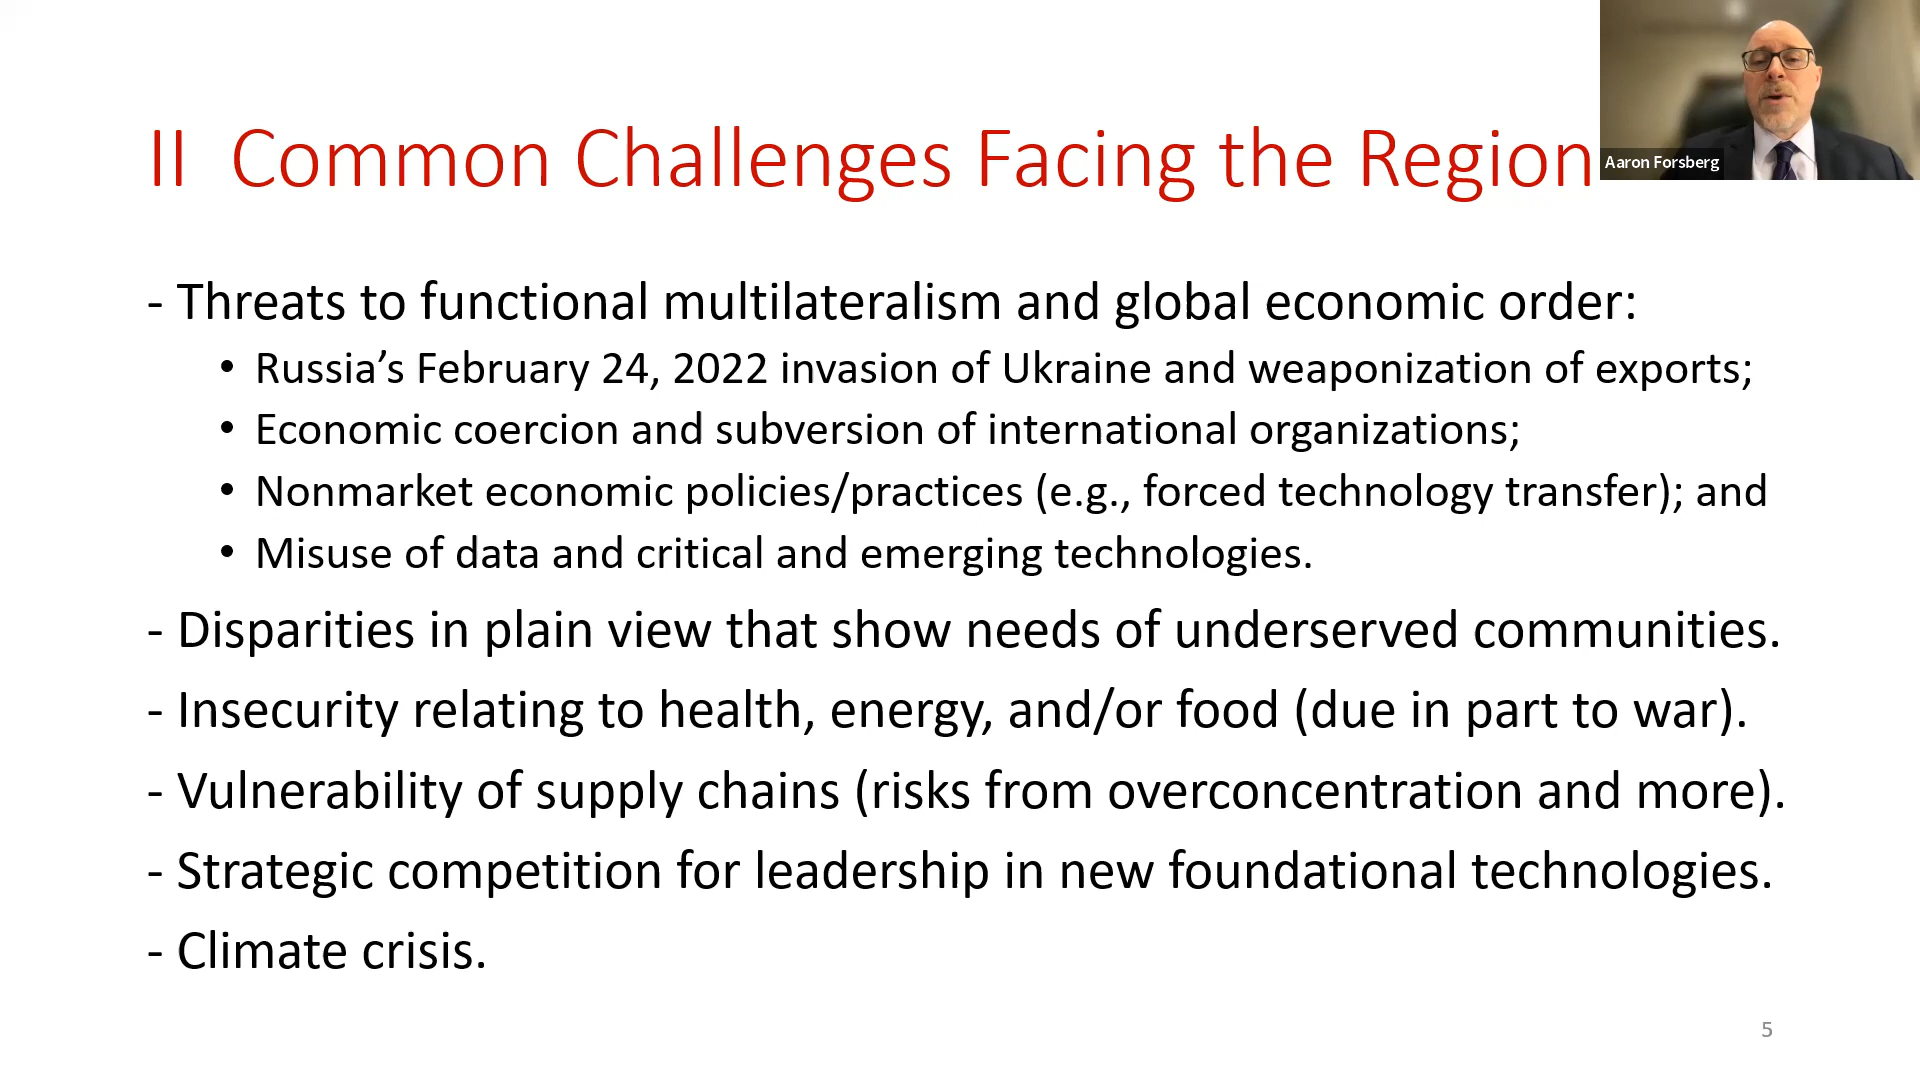 II Common Challenges Facing the Region
Aaron Forsberg
- Threats to functional multilateralism and global economic order:
• Russia’s February 24, 2022 invasion of Ukraine and weaponization of exports;
• Economic coercion and subversion of international organizations;
• Nonmarket economic policies/practices (e.g., forced technology transfer); and
• Misuse of data and critical and emerging technologies.
- Disparities in plain view that show needs of underserved communities.
- Insecurity relating to health, energy, and/or food (due in part to war).
- Vulnerability of supply chains (risks from overconcentration and more).
- Strategic competition for leadership in new foundational technologies.
- Climate crisis.
5